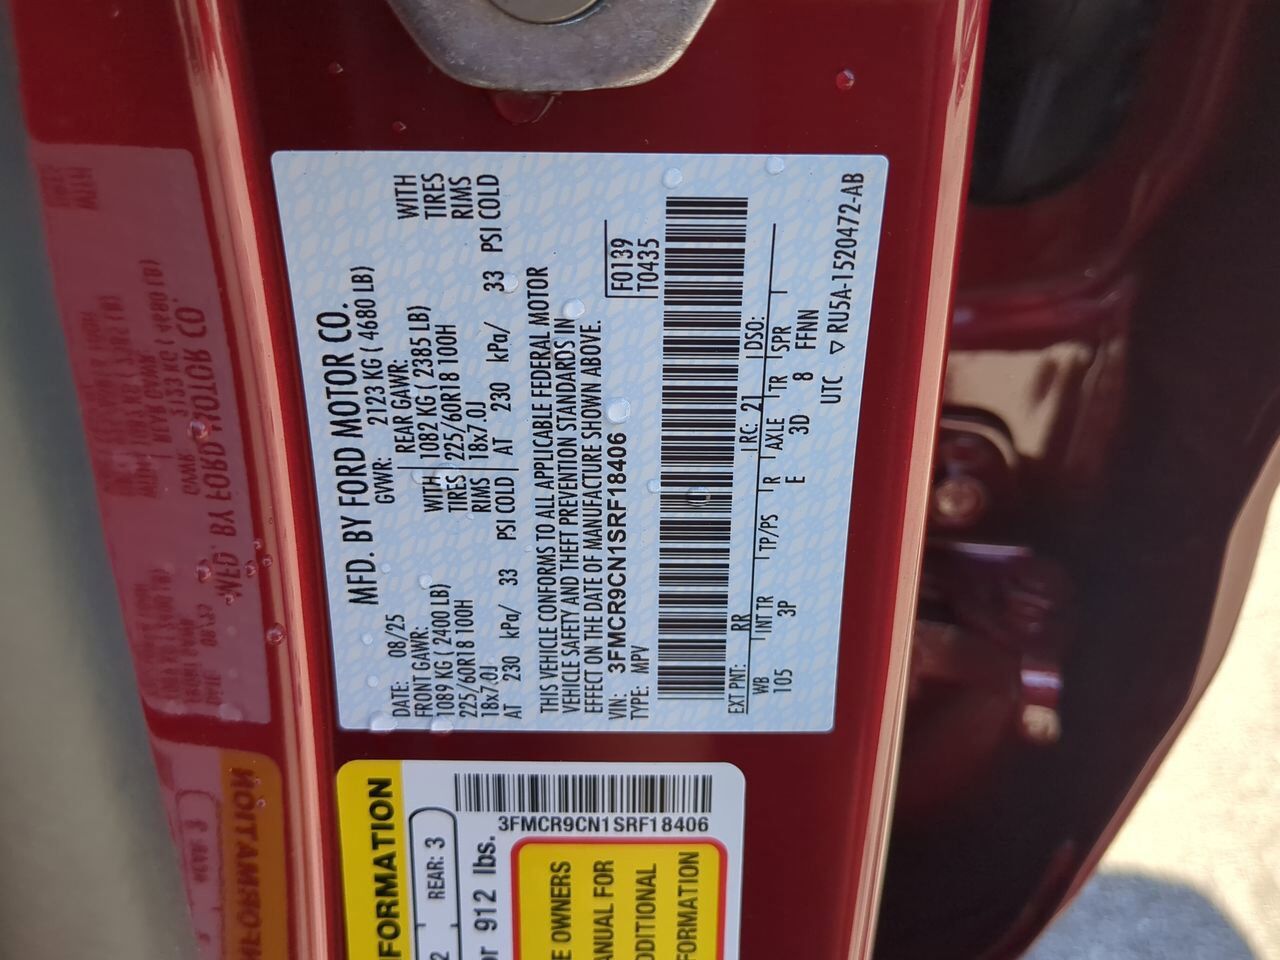 MFD. BY FORD MOTOR CO.
DATE: 08/25 GVWR: 2123 KG ( 4680 LB)
FRONT GAWR: REAR GAWR:
1089 KG ( 2400 LB) WITH 1082 KG ( 2385 LB) WITH
225/60R18 100H TIRES 225/60R18 100H TIRES
18x7.0J RIMS 18x7.0J RIMS
AT 230 kPa/ 33 PSI COLD AT 230 kPa/ 33 PSI COLD
THIS VEHICLE CONFORMS TO ALL APPLICABLE FEDERAL MOTOR
VEHICLE SAFETY AND THEFT PREVENTION STANDARDS IN
EFFECT ON THE DATE OF MANUFACTURE SHOWN ABOVE.
VIN: 3FMCR9CN1SRF18406 F0139
TYPE: MPV T0435
EXT PNT: RR RC: 21 DSO:
WB INT TR TP/PS R AXLE TR SPR
105 3P E 3D 8 FFNN
UTC ▽ RU5A-1520472-AB
FORMATION
2 REAR: 3
3FMCR9CN1SRF18406
or 912 lbs.
E OWNERS
ANUAL FOR
DDITIONAL
FORMATION